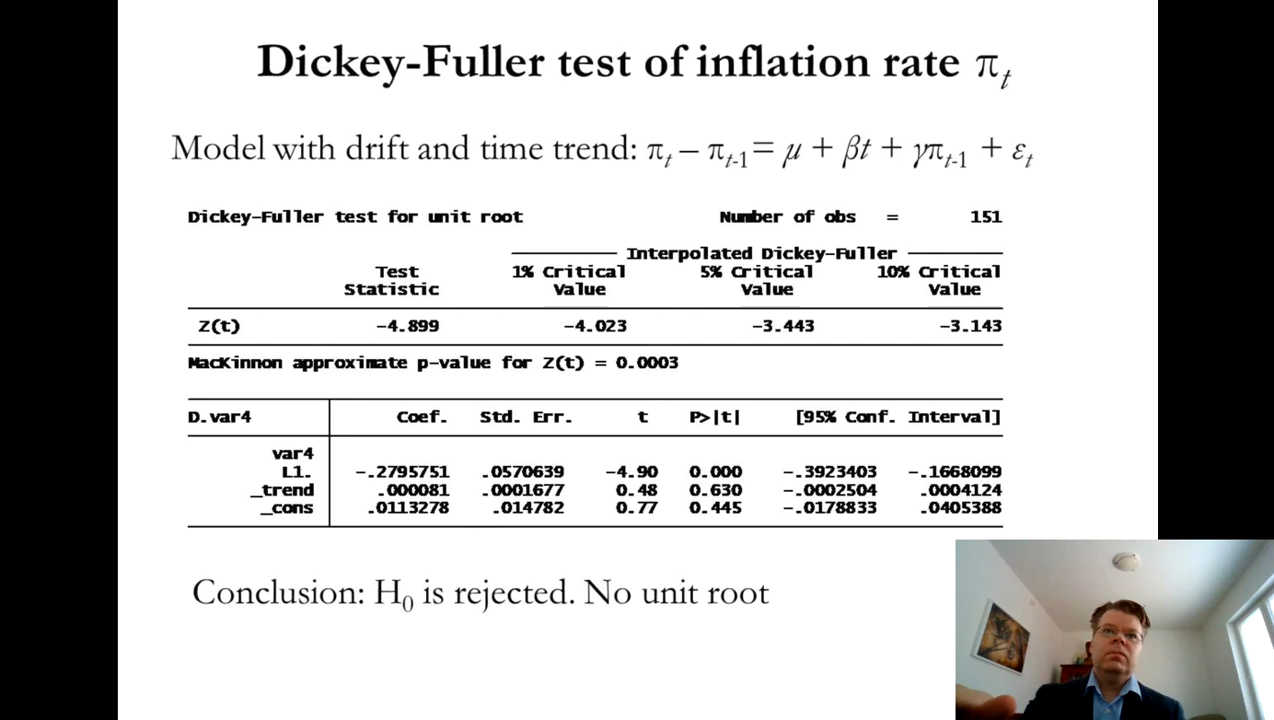 Dickey-Fuller test of inflation rate πt
Model with drift and time trend: πt – πt-1= μ + βt + γπt-1 + εt
Dickey-Fuller test for unit root Number of obs = 151
Interpolated Dickey-Fuller
Test 1% Critical 5% Critical 10% Critical
Statistic Value Value Value
Z(t) -4.899 -4.023 -3.443 -3.143
MacKinnon approximate p-value for Z(t) = 0.0003
D.var4 Coef. Std. Err. t P>|t| [95% Conf. Interval]
var4
L1. -.2795751 .0570639 -4.90 0.000 -.3923403 -.1668099
_trend .000081 .0001677 0.48 0.630 -.0002504 .0004124
_cons .0113278 .014782 0.77 0.445 -.0178833 .0405388
Conclusion: H0 is rejected. No unit root